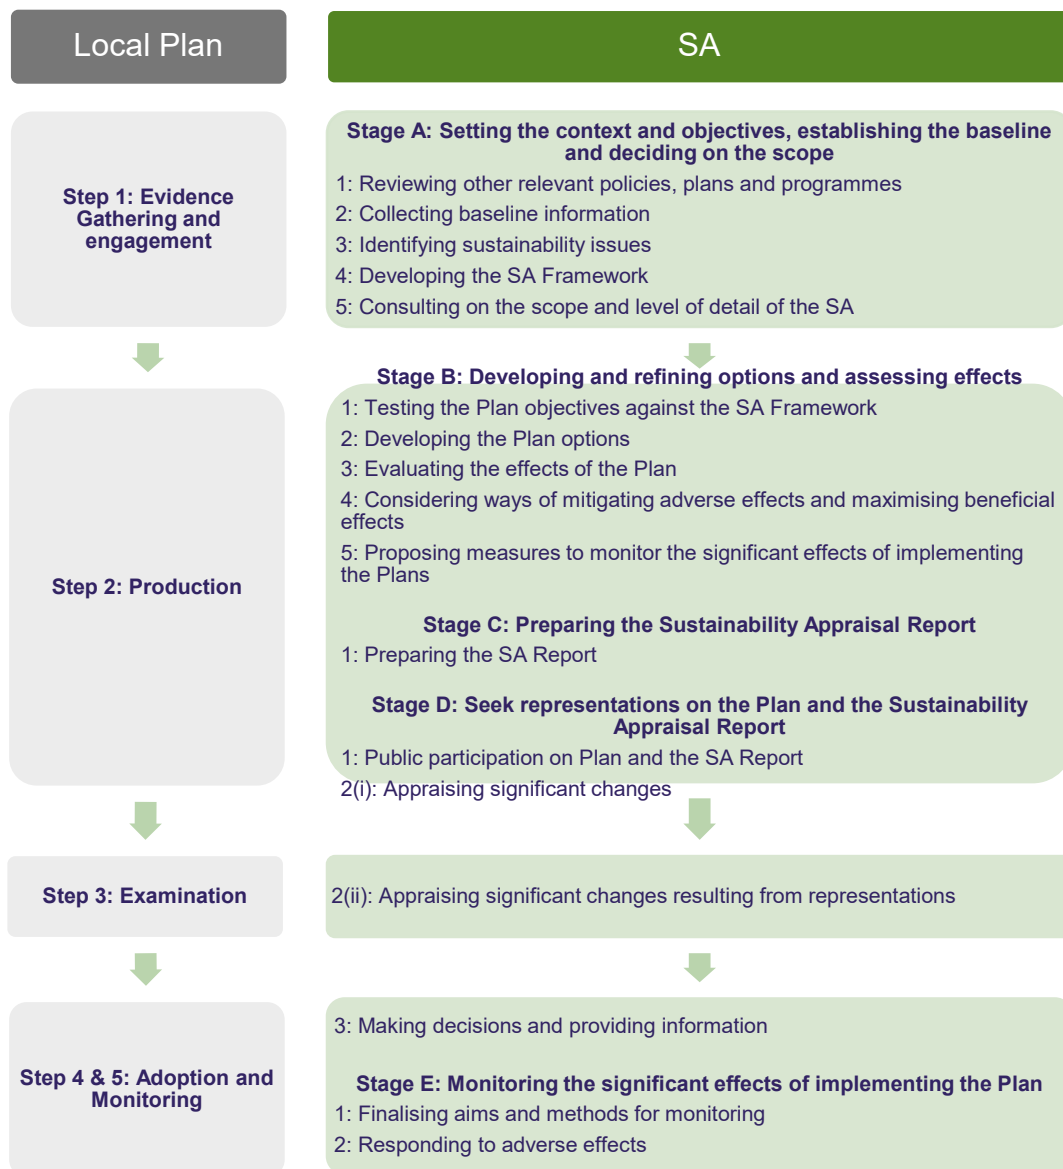 Local Plan
SA
Step 1: Evidence
Gathering and
engagement
Stage A: Setting the context and objectives, establishing the baseline
and deciding on the scope
1: Reviewing other relevant policies, plans and programmes
2: Collecting baseline information
3: Identifying sustainability issues
4: Developing the SA Framework
5: Consulting on the scope and level of detail of the SA
Step 2: Production
Stage B: Developing and refining options and assessing effects
1: Testing the Plan objectives against the SA Framework
2: Developing the Plan options
3: Evaluating the effects of the Plan
4: Considering ways of mitigating adverse effects and maximising beneficial
effects
5: Proposing measures to monitor the significant effects of implementing
the Plans
Stage C: Preparing the Sustainability Appraisal Report
1: Preparing the SA Report
Stage D: Seek representations on the Plan and the Sustainability
Appraisal Report
1: Public participation on Plan and the SA Report
2(i): Appraising significant changes
Step 3: Examination
2(ii): Appraising significant changes resulting from representations
Step 4 & 5: Adoption and
Monitoring
3: Making decisions and providing information
Stage E: Monitoring the significant effects of implementing the Plan
1: Finalising aims and methods for monitoring
2: Responding to adverse effects